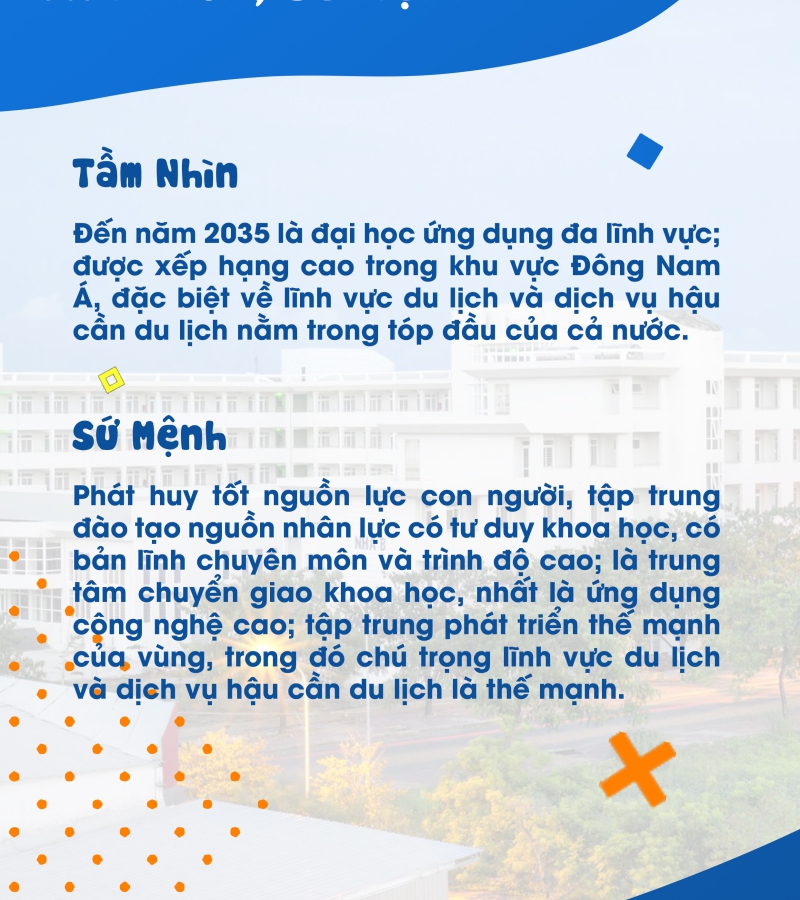 Tầm Nhìn
Đến năm 2035 là đại học ứng dụng đa lĩnh vực;
được xếp hạng cao trong khu vực Đông Nam
Á, đặc biệt về lĩnh vực du lịch và dịch vụ hậu
cần du lịch nằm trong tóp đầu của cả nước.
Sứ Mệnh
Phát huy tốt nguồn lực con người, tập trung
đào tạo nguồn nhân lực có tư duy khoa học, có
bản lĩnh chuyên môn và trình độ cao; là trung
tâm chuyển giao khoa học, nhất là ứng dụng
công nghệ cao; tập trung phát triển thế mạnh
của vùng, trong đó chú trọng lĩnh vực du lịch
và dịch vụ hậu cần du lịch là thế mạnh.